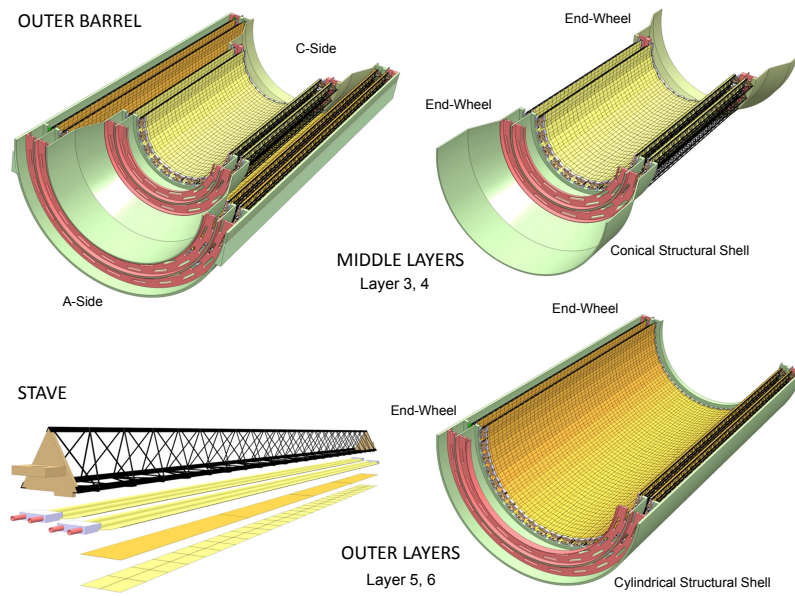 OUTER BARREL
C-Side
A-Side
End-Wheel
End-Wheel
Conical Structural Shell
MIDDLE LAYERS
Layer 3, 4
STAVE
End-Wheel
End-Wheel
OUTER LAYERS
Layer 5, 6
Cylindrical Structural Shell